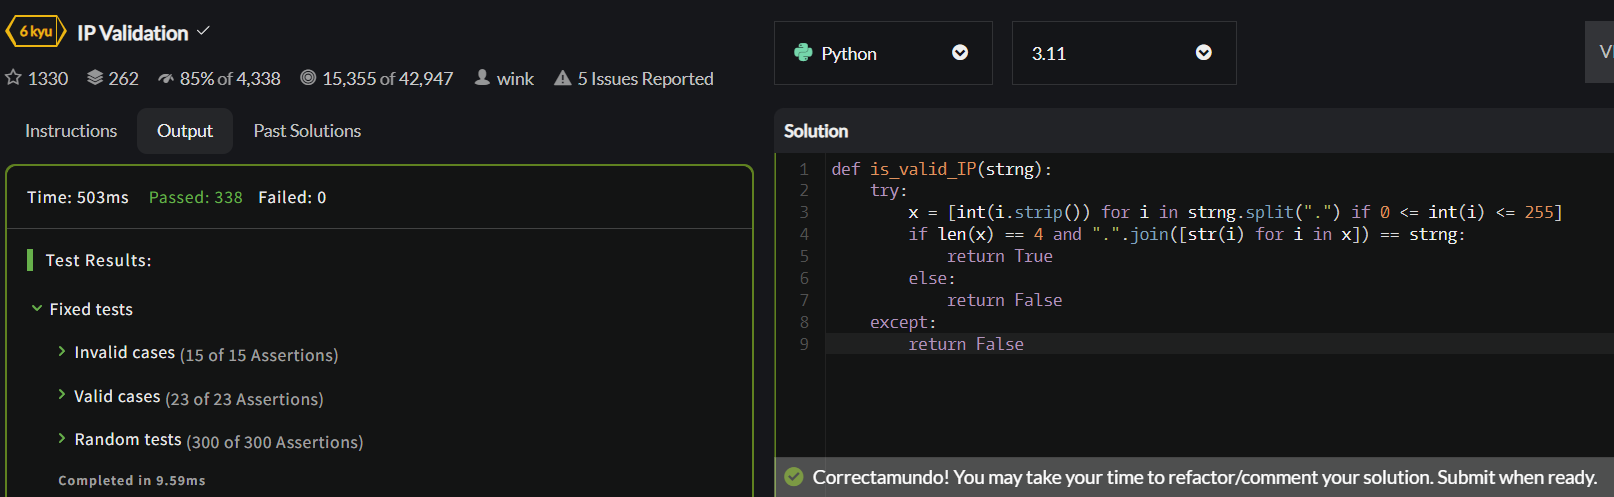 6 kyu IP Validation
1330 262 85% of 4,338 15,355 of 42,947 wink 5 Issues Reported
Instructions Output Past Solutions
Time: 503ms Passed: 338 Failed: 0
Test Results:
Fixed tests
Invalid cases (15 of 15 Assertions)
Valid cases (23 of 23 Assertions)
Random tests (300 of 300 Assertions)
Completed in 9.59ms
Python 3.11
Solution
1 def is_valid_IP(strng):
2 try:
3 x = [int(i.strip()) for i in strng.split(".") if 0 <= int(i) <= 255]
4 if len(x) == 4 and ".".join([str(i) for i in x]) == strng:
5 return True
6 else:
7 return False
8 except:
9 return False
Correctamundo! You may take your time to refactor/comment your solution. Submit when ready.